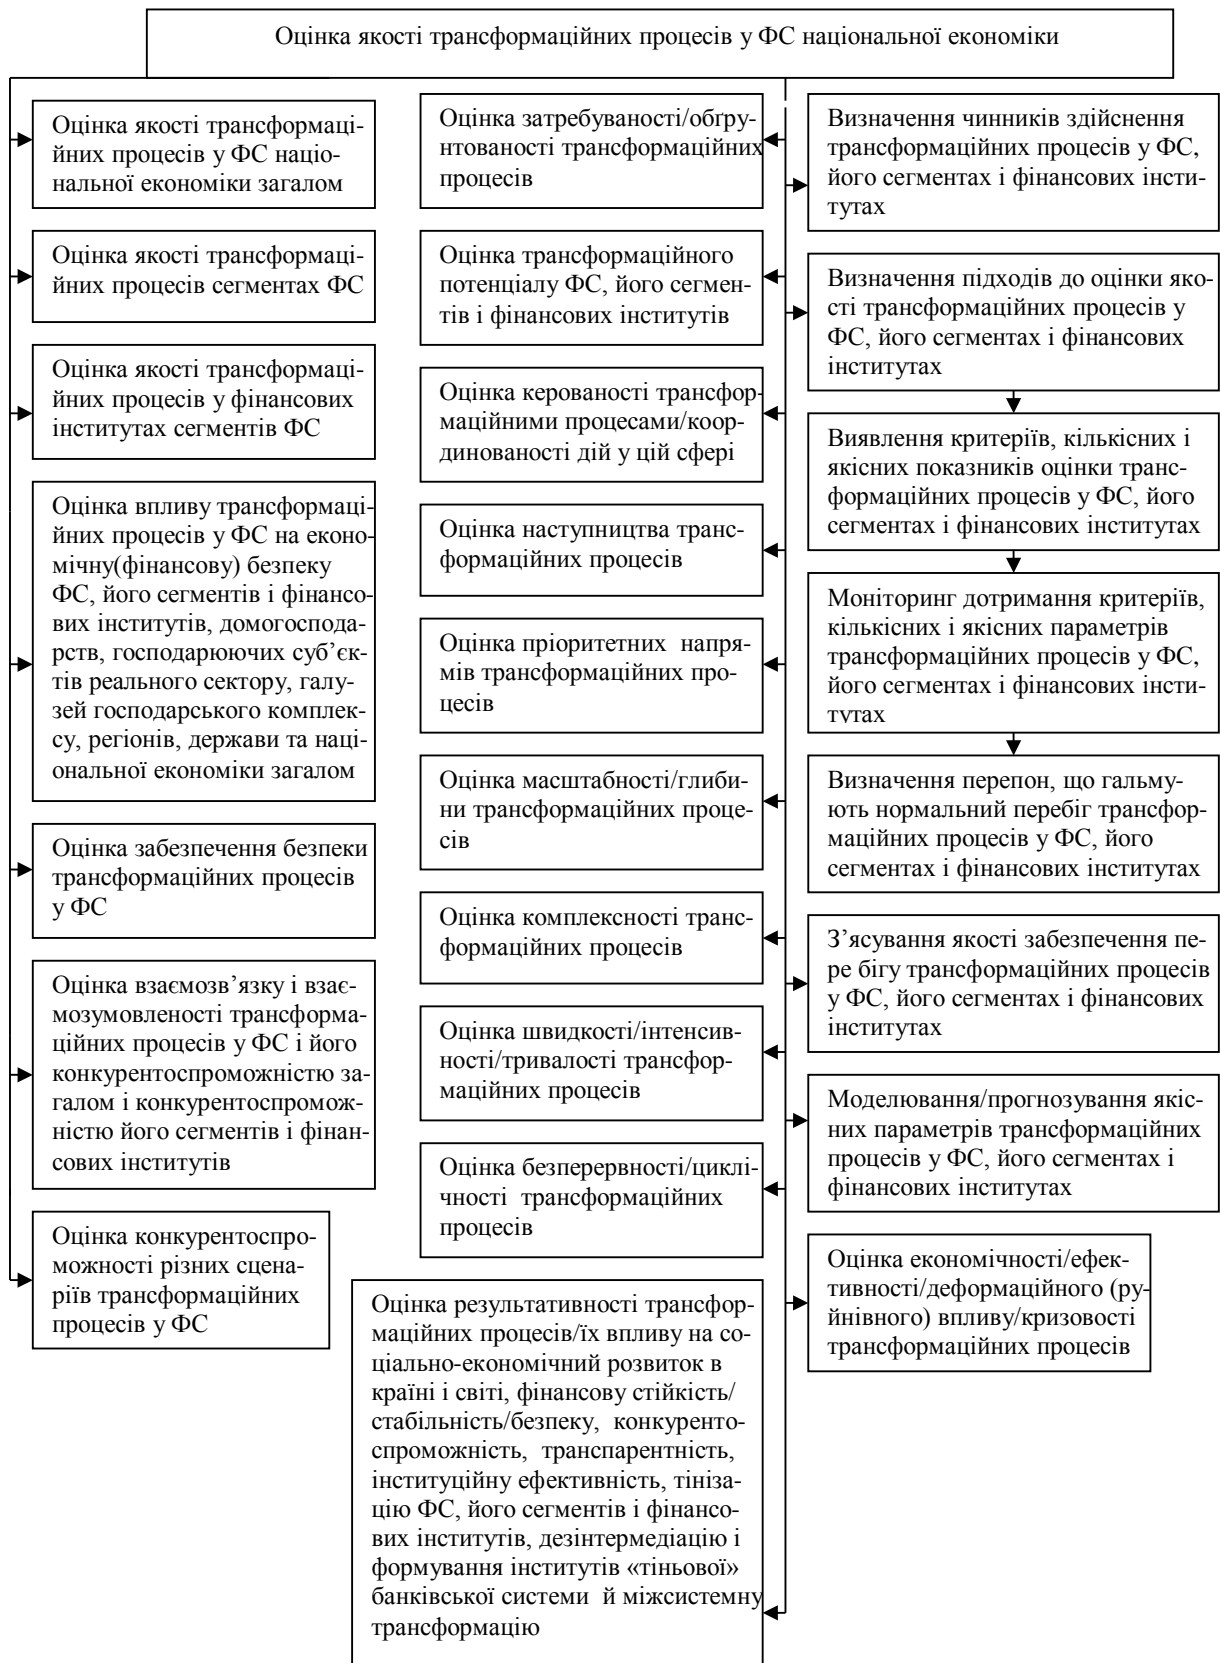 Оцінка якості трансформаційних процесів у ФС національної економіки
Оцінка якості трансформаці-
йних процесів у ФС націо-
нальної економіки загалом
Оцінка якості трансформаці-
йних процесів сегментах ФС
Оцінка якості трансформаці-
йних процесів у фінансових
інститутах сегментів ФС
Оцінка впливу трансформаці-
йних процесів у ФС на еконо-
мічну(фінансову) безпеку
ФС, його сегментів і фінансо-
вих інститутів, домогоспода-
рств, господарюючих суб’єк-
тів реального сектору, галу-
зей господарського комплек-
су, регіонів, держави та наці-
ональної економіки загалом
Оцінка забезпечення безпеки
трансформаційних процесів
у ФС
Оцінка взаємозв’язку і взає-
мозумовленості трансформа-
ційних процесів у ФС і його
конкурентоспроможністю за-
галом і конкурентоспромож-
ністю його сегментів і фінан-
сових інститутів
Оцінка конкурентоспро-
можності різних сцена-
ріїв трансформаційних
процесів у ФС
Оцінка затребуваності/обґру-
нтованості трансформаційних
процесів
Оцінка трансформаційного
потенціалу ФС, його сегмен-
тів і фінансових інститутів
Оцінка керованості трансфор-
маційними процесами/коор-
динованості дій у цій сфері
Оцінка наступництва транс-
формаційних процесів
Оцінка пріоритетних напря-
мів трансформаційних про-
цесів
Оцінка масштабності/глиби-
ни трансформаційних проце-
сів
Оцінка комплексності транс-
формаційних процесів
Оцінка швидкості/інтенсив-
ності/тривалості трансфор-
маційних процесів
Оцінка безперервності/циклі-
чності трансформаційних
процесів
Оцінка результативності трансфор-
маційних процесів/їх впливу на со-
ціально-економічний розвиток в
країні і світі, фінансову стійкість/
стабільність/безпеку, конкуренто-
спроможність, транспарентність,
інституційну ефективність, тініза-
цію ФС, його сегментів і фінансо-
вих інститутів, дезінтермедіацію і
формування інститутів «тіньової»
банківської системи й міжсистемну
трансформацію
Визначення чинників здійснення
трансформаційних процесів у ФС,
його сегментах і фінансових інсти-
тутах
Визначення підходів до оцінки яко-
сті трансформаційних процесів у
ФС, його сегментах і фінансових
інститутах
Виявлення критеріїв, кількісних і
якісних показників оцінки транс-
формаційних процесів у ФС, його
сегментах і фінансових інститутах
Моніторинг дотримання критеріїв,
кількісних і якісних параметрів
трансформаційних процесів у ФС,
його сегментах і фінансових інсти-
тутах
Визначення перепон, що гальму-
ють нормальний перебіг трансфор-
маційних процесів у ФС, його
сегментах і фінансових інститутах
З’ясування якості забезпечення пе-
ре бігу трансформаційних процесів
у ФС, його сегментах і фінансових
інститутах
Моделювання/прогнозування якіс-
них параметрів трансформаційних
процесів у ФС, його сегментах і
фінансових інститутах
Оцінка економічності/ефек-
тивності/деформаційного (ру-
йнівного) впливу/кризовості
трансформаційних процесів